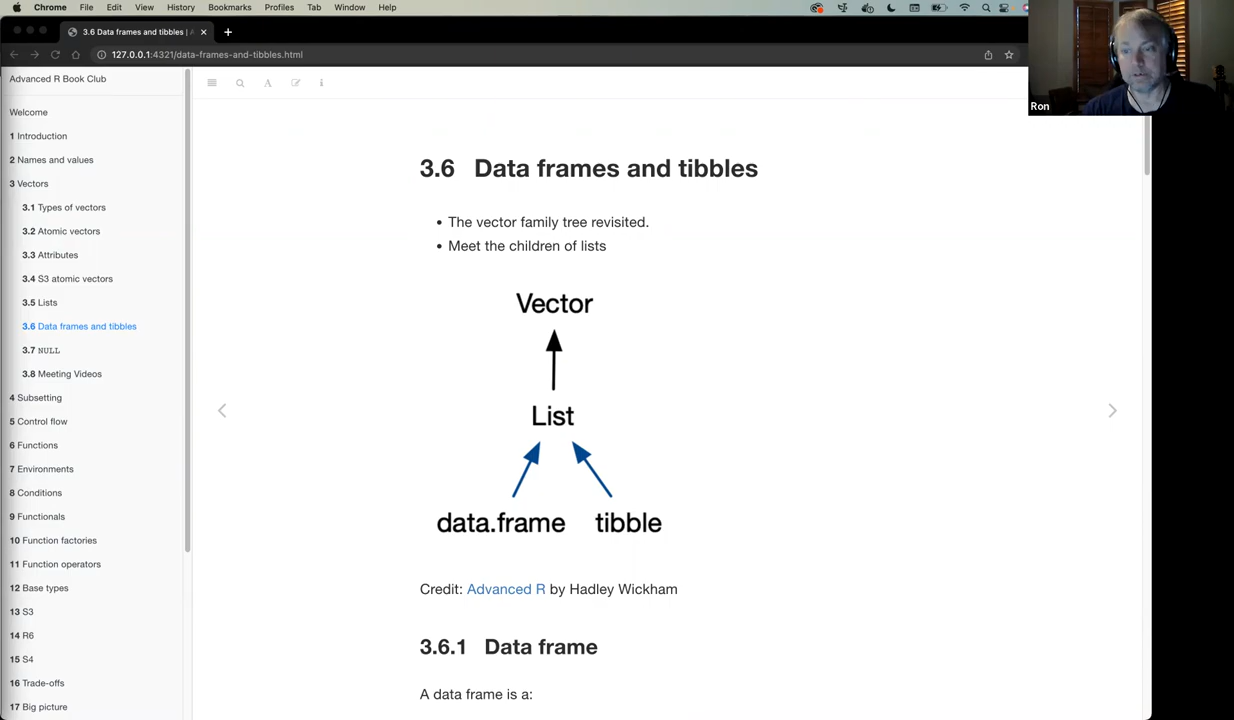 Chrome File Edit View History Bookmarks Profiles Tab Window Help
3.6 Data frames and tibbles |
127.0.0.1:4321/data-frames-and-tibbles.html
Ron
Advanced R Book Club
Welcome
1 Introduction
2 Names and values
3 Vectors
3.1 Types of vectors
3.2 Atomic vectors
3.3 Attributes
3.4 S3 atomic vectors
3.5 Lists
3.6 Data frames and tibbles
3.7 NULL
3.8 Meeting Videos
4 Subsetting
5 Control flow
6 Functions
7 Environments
8 Conditions
9 Functionals
10 Function factories
11 Function operators
12 Base types
13 S3
14 R6
15 S4
16 Trade-offs
17 Big picture
3.6 Data frames and tibbles
• The vector family tree revisited.
• Meet the children of lists
Vector
List
data.frame tibble
Credit: Advanced R by Hadley Wickham
3.6.1 Data frame
A data frame is a: